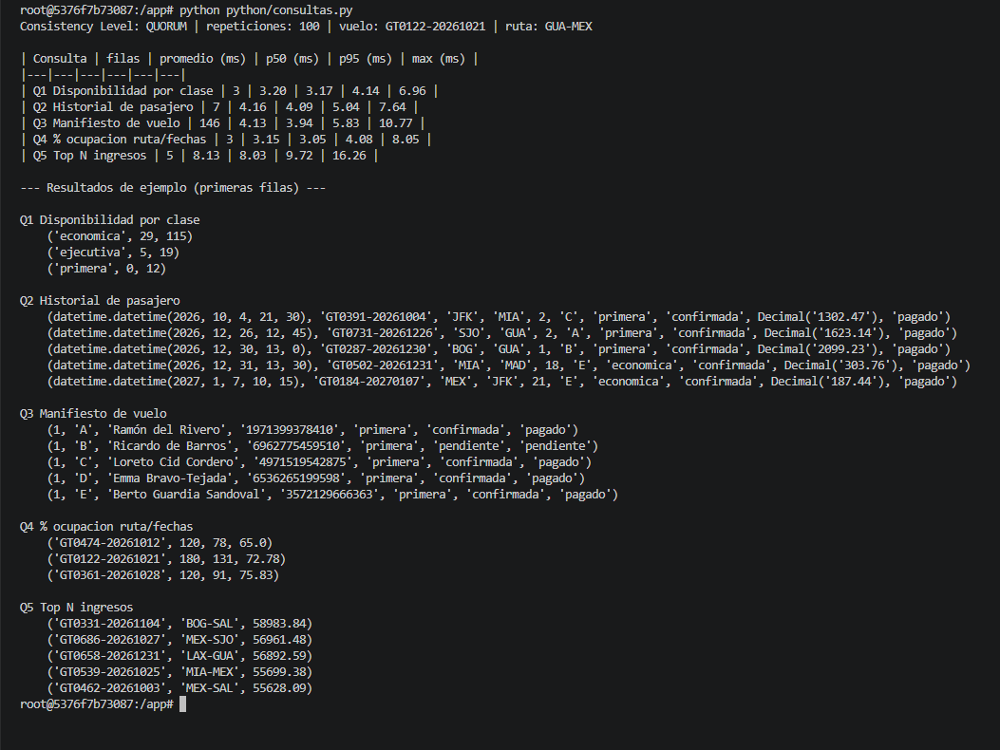 root@5376f7b73087:/app# python python/consultas.py
Consistency Level: QUORUM | repeticiones: 100 | vuelo: GT0122-20261021 | ruta: GUA-MEX
| Consulta | filas | promedio (ms) | p50 (ms) | p95 (ms) | max (ms) |
|---|---|---|---|---|---|
| Q1 Disponibilidad por clase | 3 | 3.20 | 3.17 | 4.14 | 6.96 |
| Q2 Historial de pasajero | 7 | 4.16 | 4.09 | 5.04 | 7.64 |
| Q3 Manifiesto de vuelo | 146 | 4.13 | 3.94 | 5.83 | 10.77 |
| Q4 % ocupacion ruta/fechas | 3 | 3.15 | 3.05 | 4.08 | 8.05 |
| Q5 Top N ingresos | 5 | 8.13 | 8.03 | 9.72 | 16.26 |
--- Resultados de ejemplo (primeras filas) ---
Q1 Disponibilidad por clase
('economica', 29, 115)
('ejecutiva', 5, 19)
('primera', 0, 12)
Q2 Historial de pasajero
(datetime.datetime(2026, 10, 4, 21, 30), 'GT0391-20261004', 'JFK', 'MIA', 2, 'C', 'primera', 'confirmada', Decimal('1302.47'), 'pagado')
(datetime.datetime(2026, 12, 26, 12, 45), 'GT0731-20261226', 'SJO', 'GUA', 2, 'A', 'primera', 'confirmada', Decimal('1623.14'), 'pagado')
(datetime.datetime(2026, 12, 30, 13, 0), 'GT0287-20261230', 'BOG', 'GUA', 1, 'B', 'primera', 'confirmada', Decimal('2099.23'), 'pagado')
(datetime.datetime(2026, 12, 31, 13, 30), 'GT0502-20261231', 'MIA', 'MAD', 18, 'E', 'economica', 'confirmada', Decimal('303.76'), 'pagado')
(datetime.datetime(2027, 1, 7, 10, 15), 'GT0184-20270107', 'MEX', 'JFK', 21, 'E', 'economica', 'confirmada', Decimal('187.44'), 'pagado')
Q3 Manifiesto de vuelo
(1, 'A', 'Ramón del Rivero', '1971399378410', 'primera', 'confirmada', 'pagado')
(1, 'B', 'Ricardo de Barros', '6962775459510', 'primera', 'pendiente', 'pendiente')
(1, 'C', 'Loreto Cid Cordero', '4971519542875', 'primera', 'confirmada', 'pagado')
(1, 'D', 'Emma Bravo-Tejada', '6536265199598', 'primera', 'confirmada', 'pagado')
(1, 'E', 'Berto Guardia Sandoval', '3572129666363', 'primera', 'confirmada', 'pagado')
Q4 % ocupacion ruta/fechas
('GT0474-20261012', 120, 78, 65.0)
('GT0122-20261021', 180, 131, 72.78)
('GT0361-20261028', 120, 91, 75.83)
Q5 Top N ingresos
('GT0331-20261104', 'BOG-SAL', 58983.84)
('GT0686-20261027', 'MEX-SJO', 56961.48)
('GT0658-20261231', 'LAX-GUA', 56892.59)
('GT0539-20261025', 'MIA-MEX', 55699.38)
('GT0462-20261003', 'MEX-SAL', 55628.09)
root@5376f7b73087:/app#